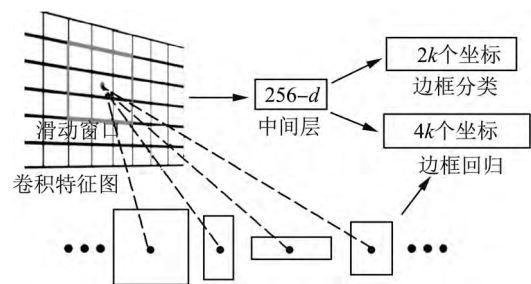 2k个坐标
边框分类
256-d
中间层
4k个坐标
边框回归
滑动窗口
卷积特征图